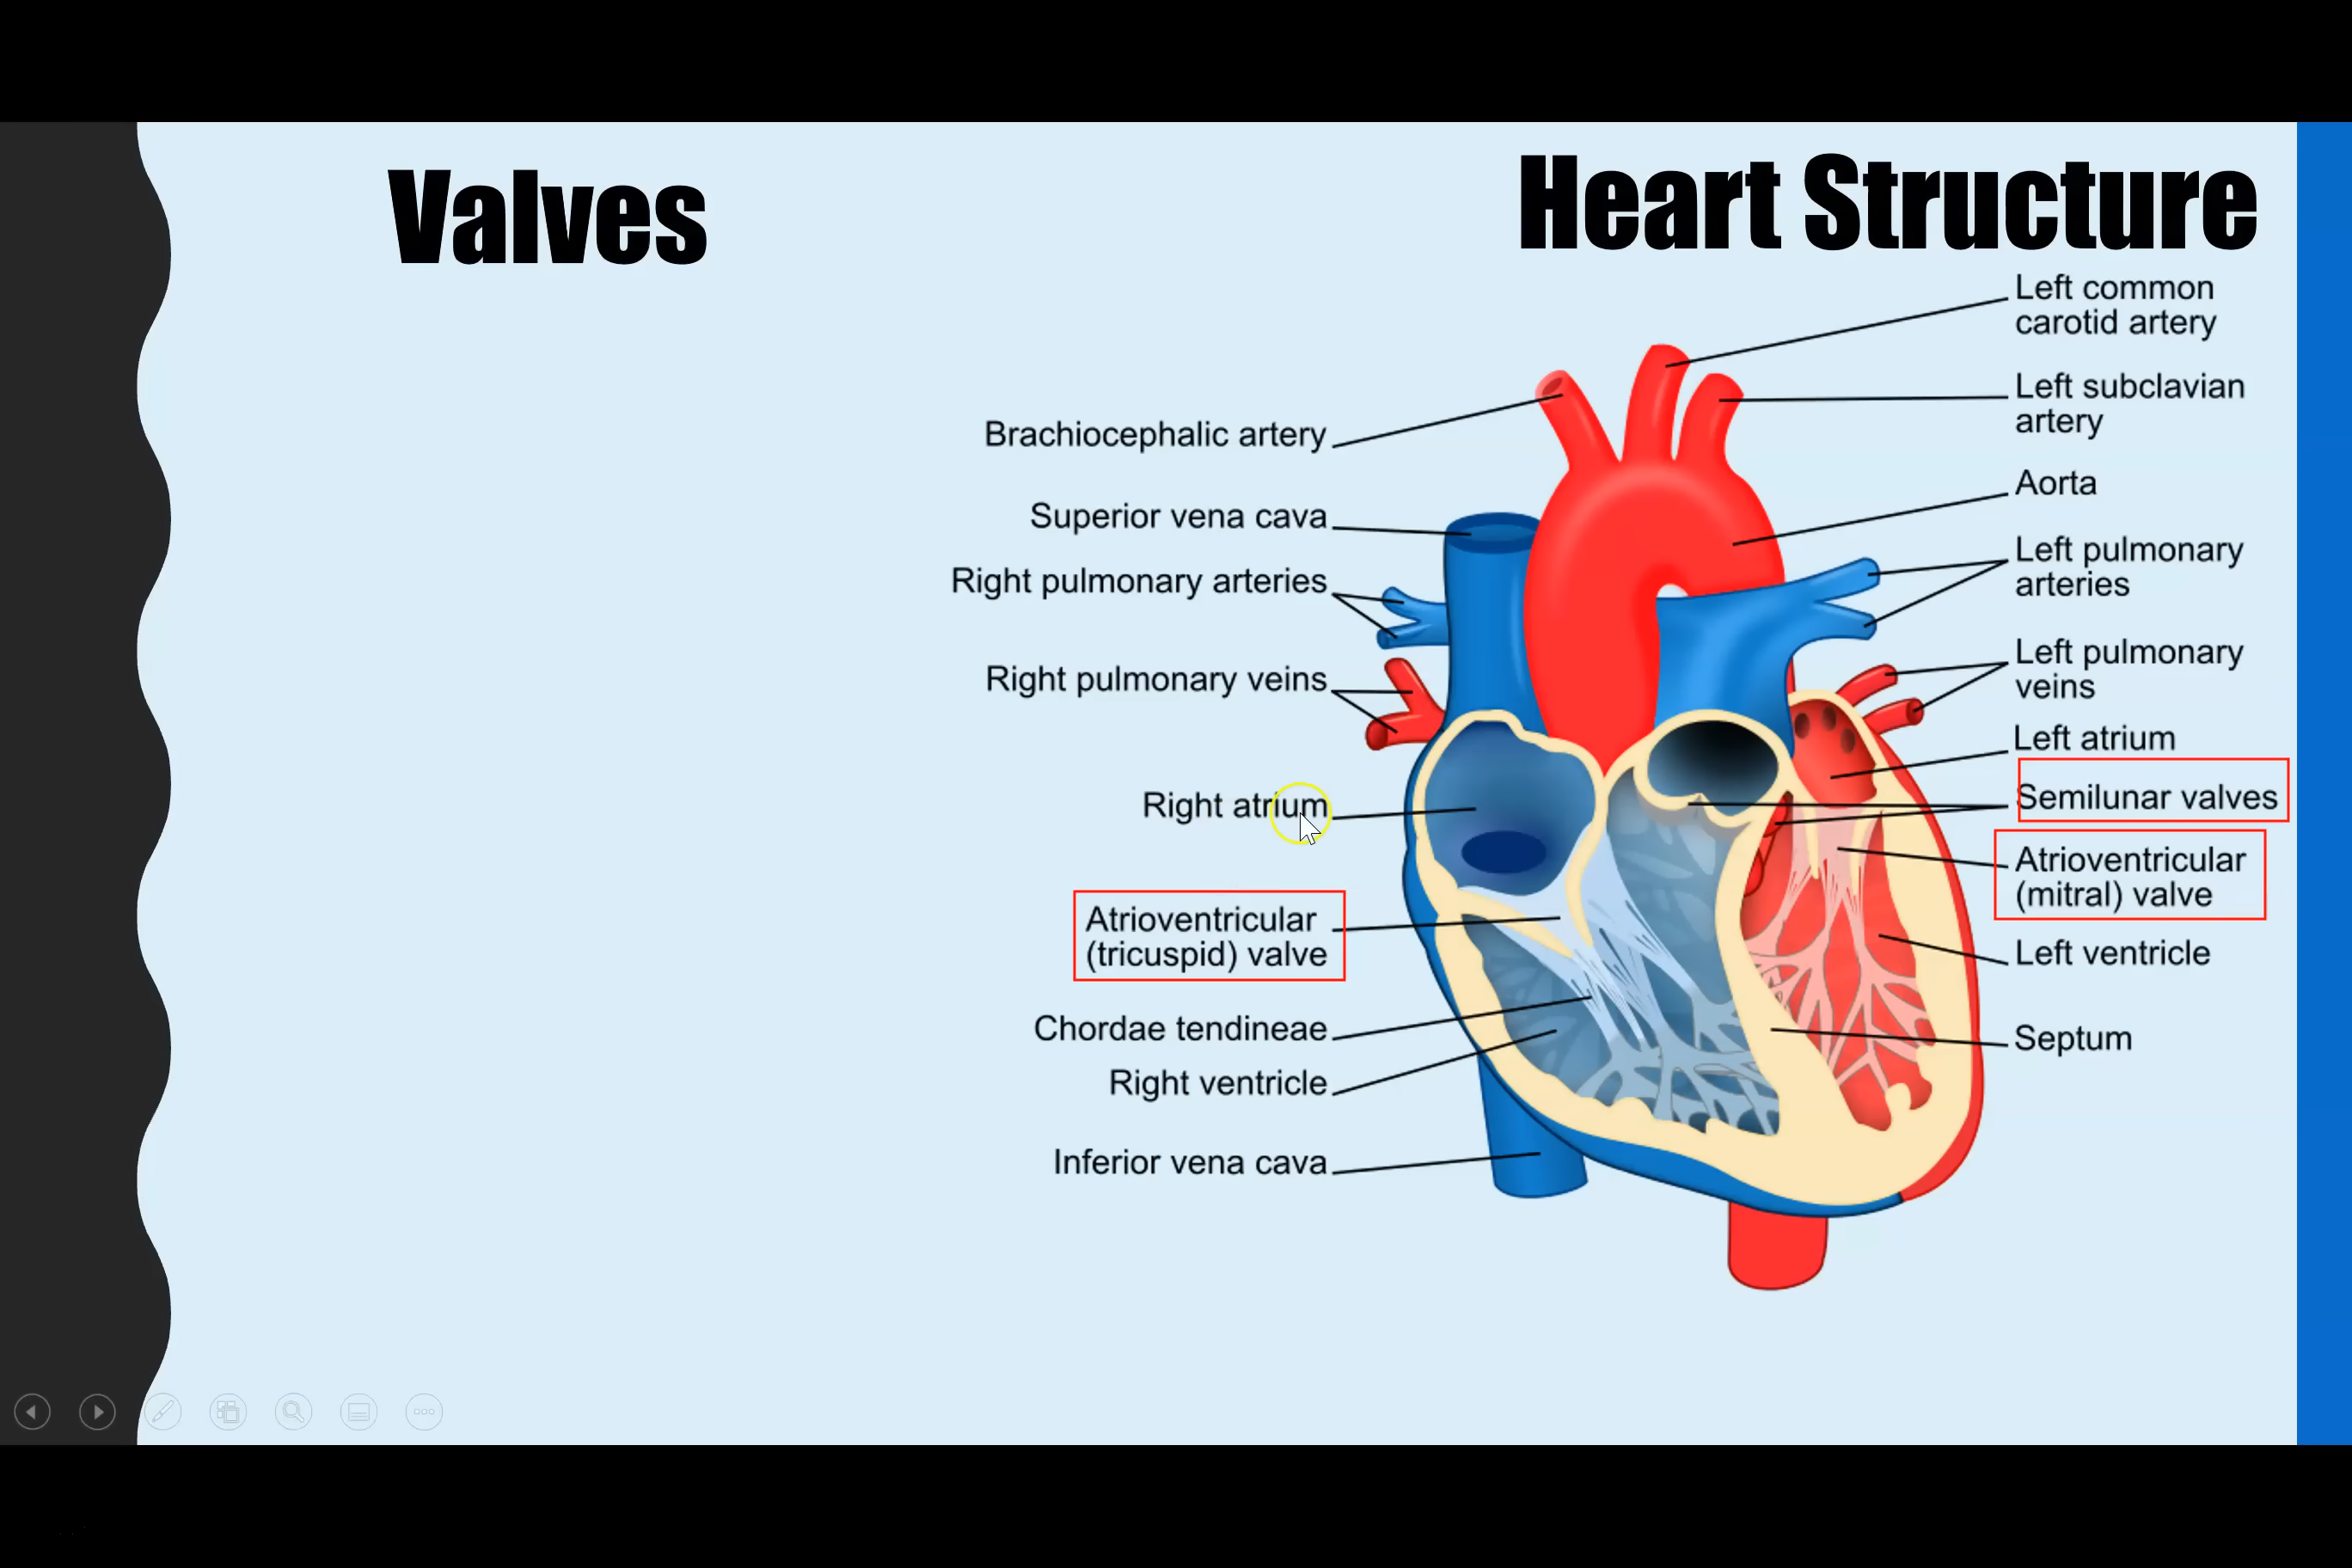 Valves
Heart Structure
Brachiocephalic artery
Superior vena cava
Right pulmonary arteries
Right pulmonary veins
Right atrium
Atrioventricular
(tricuspid) valve
Chordae tendineae
Right ventricle
Inferior vena cava
Left common
carotid artery
Left subclavian
artery
Aorta
Left pulmonary
arteries
Left pulmonary
veins
Left atrium
Semilunar valves
Atrioventricular
(mitral) valve
Left ventricle
Septum